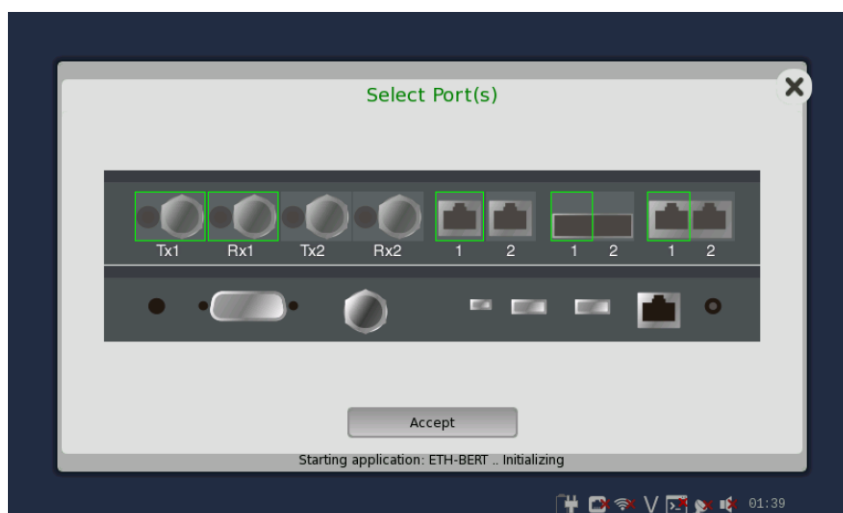 Select Port(s)
Tx1 Rx1 Tx2 Rx2 1 2 1 2 1 2
Accept
Starting application: ETH-BERT .. Initializing
V 01:39